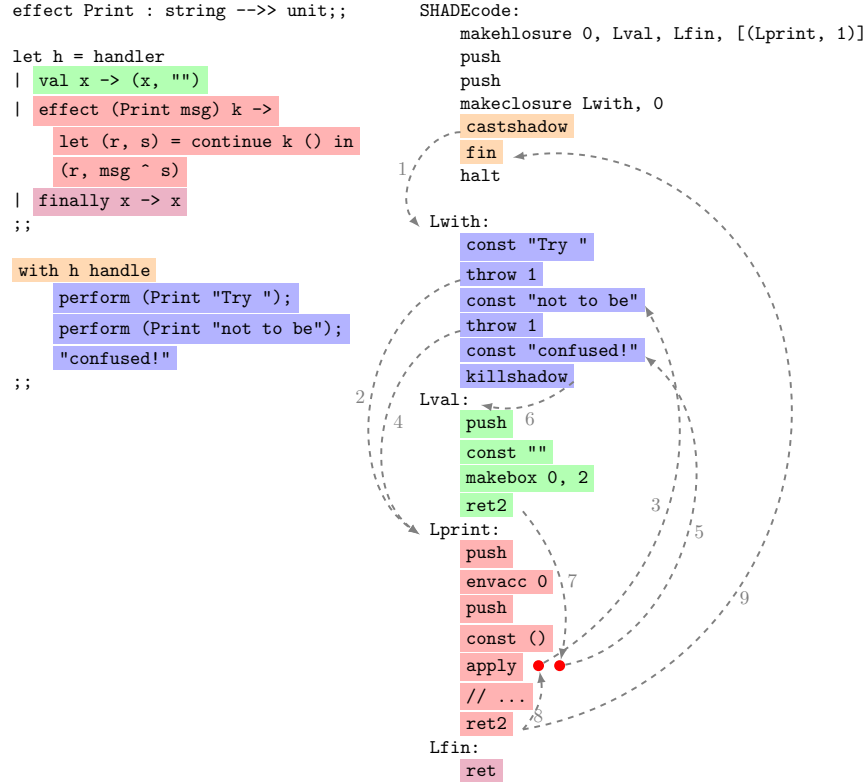 effect Print : string -->> unit;;
let h = handler
| val x -> (x, "")
| effect (Print msg) k ->
let (r, s) = continue k () in
(r, msg ^ s)
| finally x -> x
;;
with h handle
perform (Print "Try ");
perform (Print "not to be");
"confused!"
;;
SHADEcode:
makehlosure 0, Lval, Lfin, [(Lprint, 1)]
push
push
makeclosure Lwith, 0
castshadow
fin
halt
1
Lwith:
const "Try "
throw 1
const "not to be"
throw 1
const "confused!"
killshadow
2
4
6
Lval:
push
const ""
makebox 0, 2
ret2
3
5
Lprint:
push
envacc 0
7
push
9
const ()
apply
// ...
ret2
8
Lfin:
ret